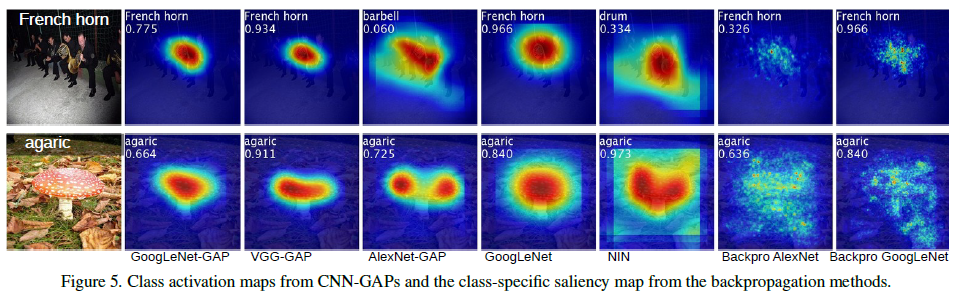 French horn
French horn
0.775
French horn
0.934
barbell
0.060
French horn
0.966
drum
0.334
French horn
0.326
French horn
0.966
agaric
agaric
0.664
agaric
0.911
agaric
0.725
agaric
0.840
agaric
0.973
agaric
0.636
agaric
0.840
GoogLeNet-GAP VGG-GAP AlexNet-GAP GoogLeNet NIN Backpro AlexNet Backpro GoogLeNet
Figure 5. Class activation maps from CNN-GAPs and the class-specific saliency map from the backpropagation methods.